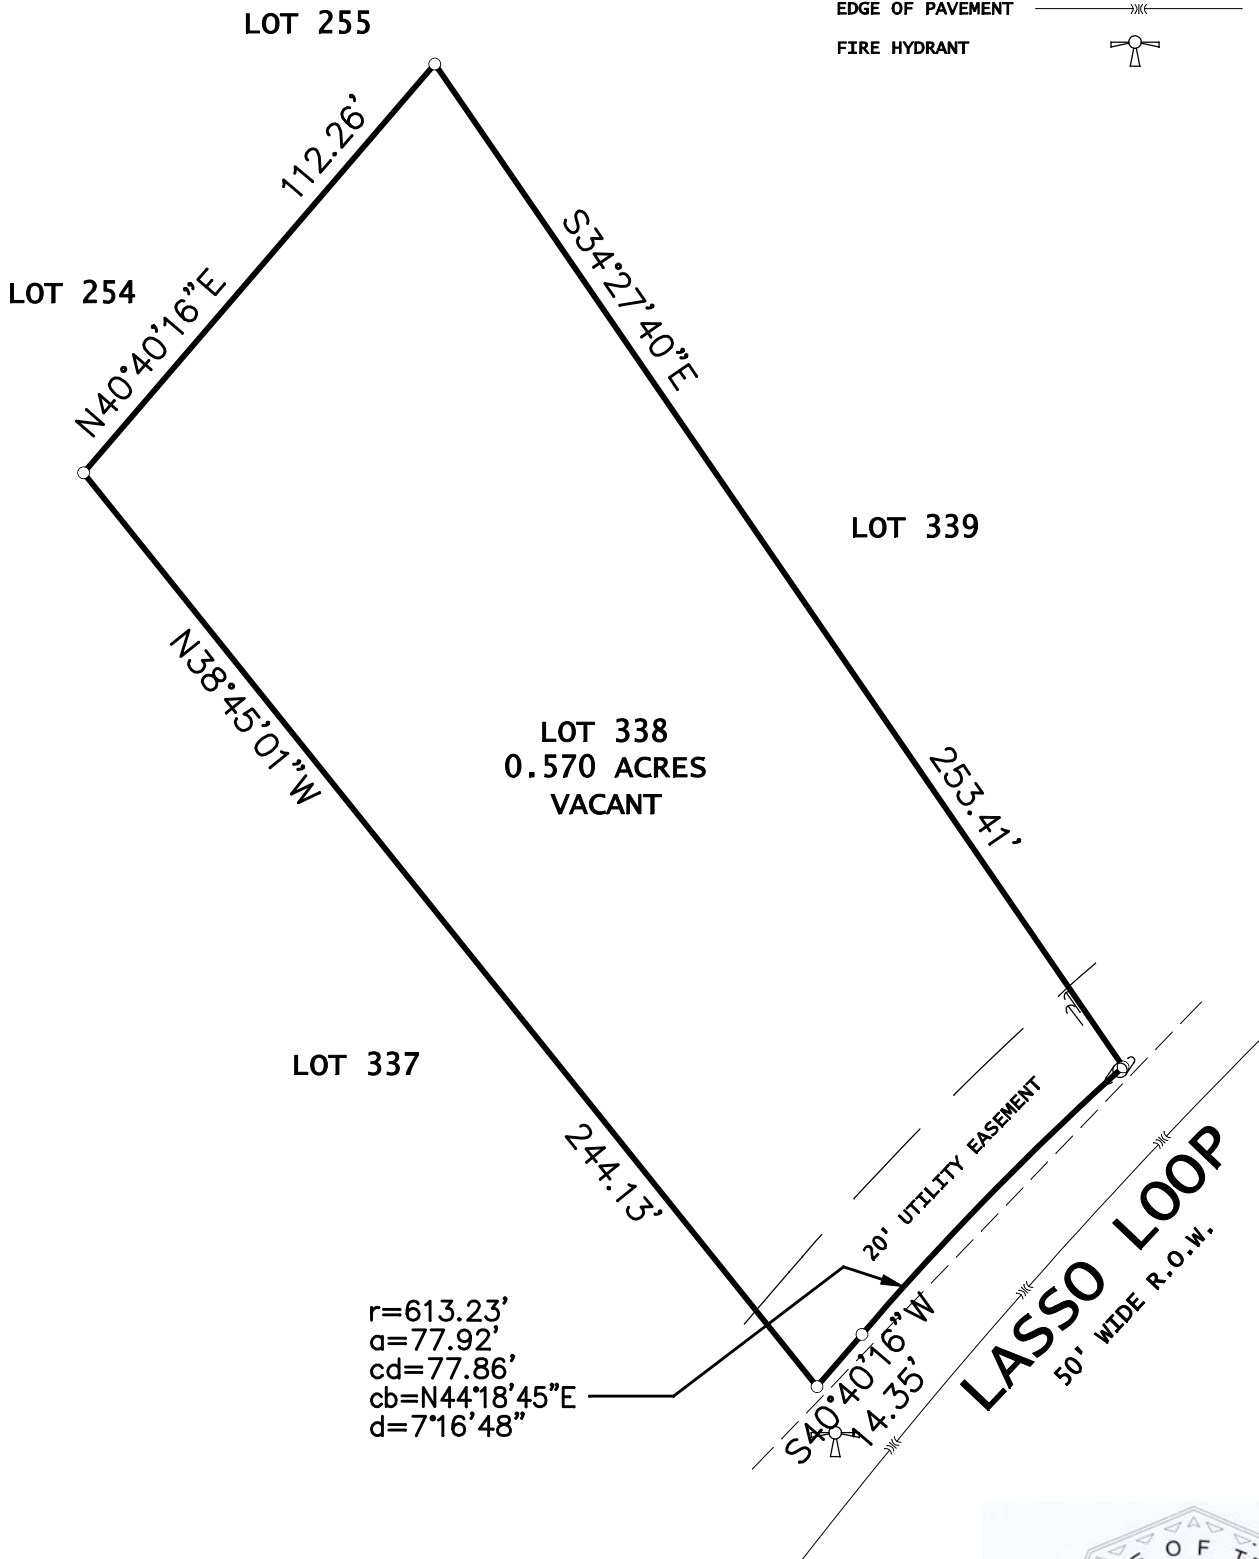 LOT 255
EDGE OF PAVEMENT
FIRE HYDRANT
112.26'
S34°27'40"E
LOT 254
N40°40'16"E
LOT 339
N38°45'01"W
LOT 338
0.570 ACRES
VACANT
253.41'
LOT 337
244.13'
20' UTILITY EASEMENT
LASSO LOOP
50' WIDE R.O.W.
r=613.23'
a=77.92'
cd=77.86'
cb=N44°18'45"E
d=7°16'48"
S40°40'16"W
14.35'
OF